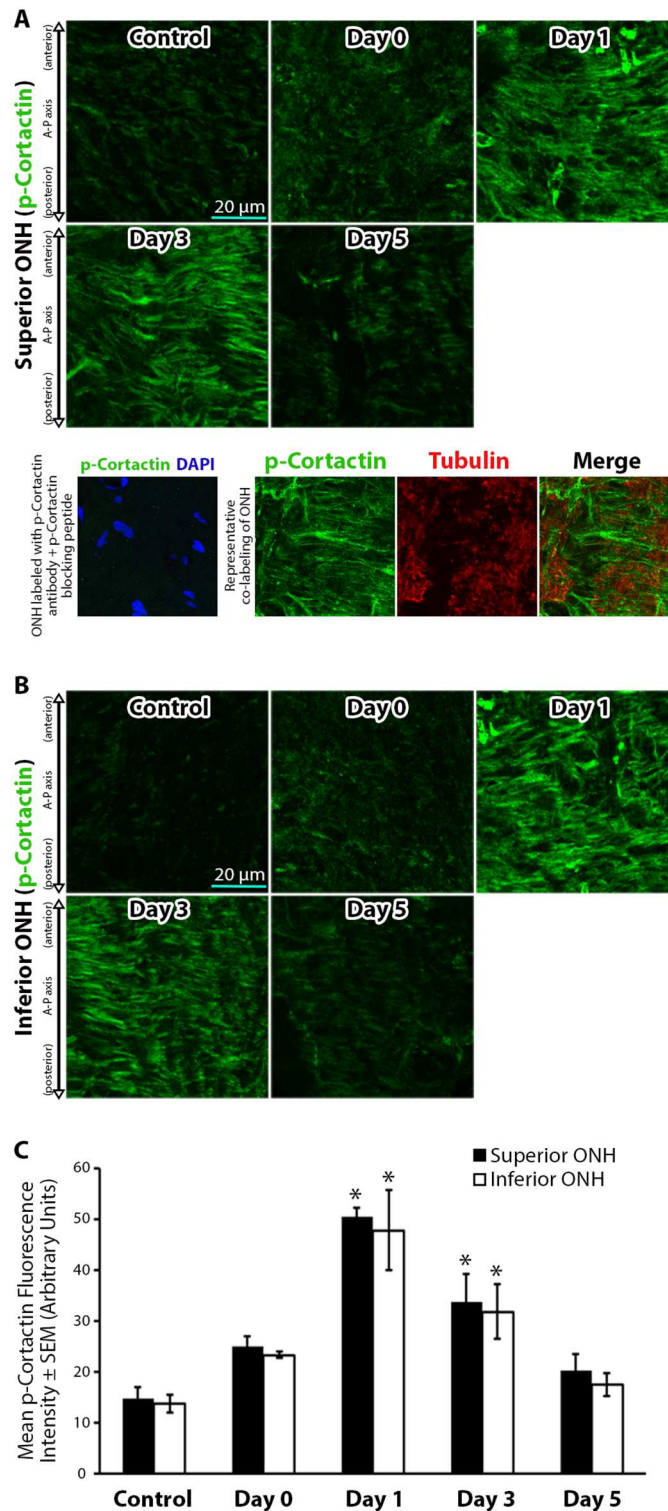 A
Superior ONH (p-Cortactin)
(anterior)
A-P axis
(posterior)
Control
Day 0
Day 1
20 µm
(anterior)
A-P axis
(posterior)
Day 3
Day 5
ONH labeled with p-Cortactin
antibody + p-Cortactin
blocking peptide
p-Cortactin DAPI
Representative
co-labeling of ONH
p-Cortactin
Tubulin
Merge
B
Inferior ONH (p-Cortactin)
(anterior)
A-P axis
(posterior)
Control
Day 0
Day 1
20 µm
(anterior)
A-P axis
(posterior)
Day 3
Day 5
C
Mean p-Cortactin Fluorescence
Intensity ± SEM (Arbitrary Units)
60
50
40
30
20
10
0
Superior ONH
Inferior ONH
* *
* *
Control Day 0 Day 1 Day 3 Day 5